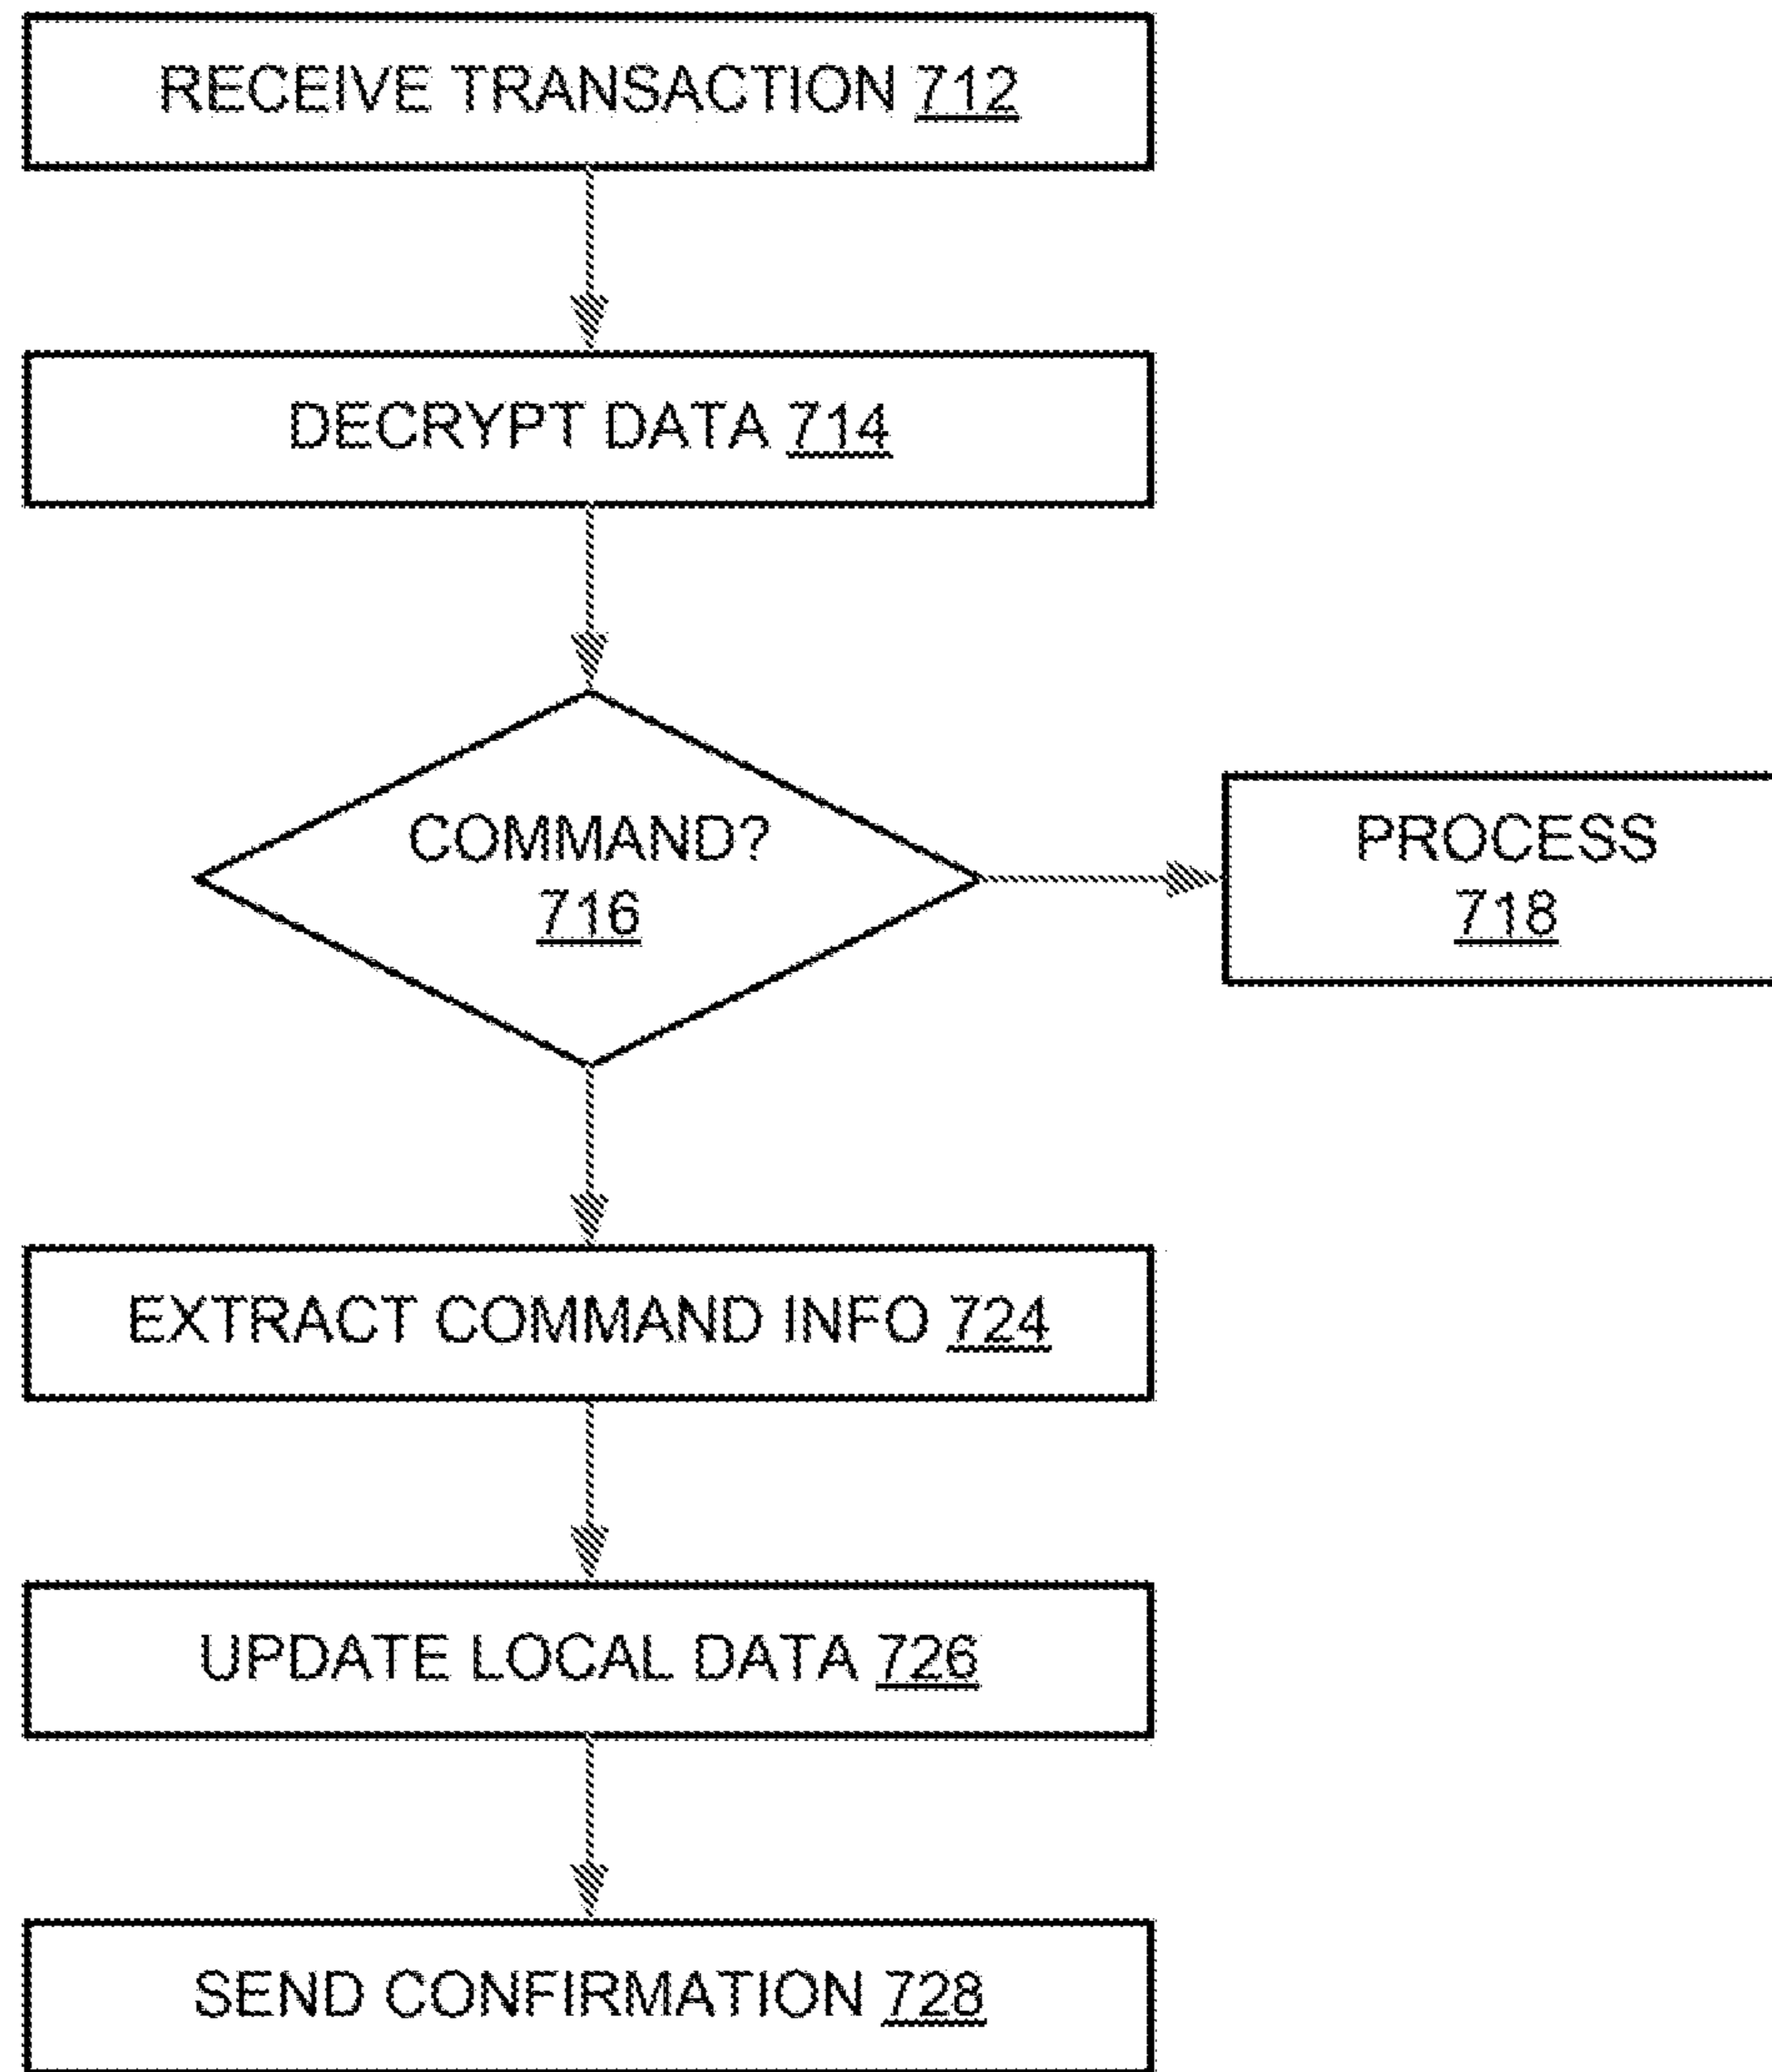 RECEIVE TRANSACTION 712
DECRYPT DATA 714
COMMAND?
716
PROCESS
718
EXTRACT COMMAND INFO 724
UPDATE LOCAL DATA 726
SEND CONFIRMATION 728